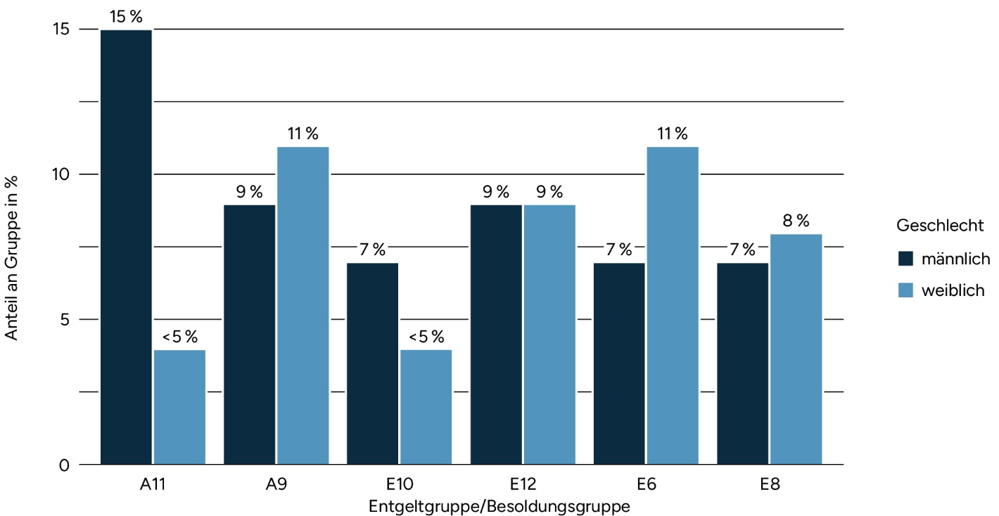 15 %
15
11 %
11 %
10
9 %
9 %
9 %
8 %
7 %
7 %
7 %
5
<5 %
<5 %
0
A11
A9
E10
E12
E6
E8
Entgeltgruppe/Besoldungsgruppe
Anteil an Gruppe in %
Geschlecht
männlich
weiblich